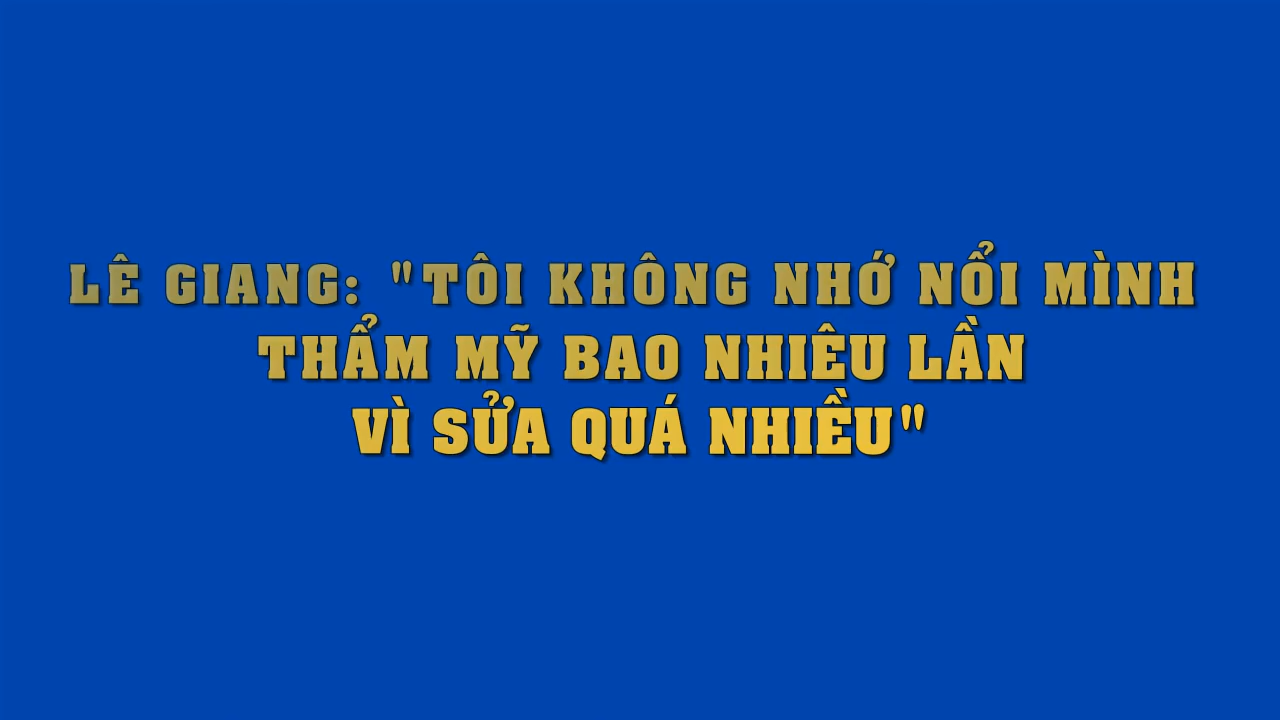 LÊ GIANG: "TÔI KHÔNG NHỚ NỔI MÌNH
THẨM MỸ BAO NHIÊU LẦN
VÌ SỬA QUÁ NHIỀU"